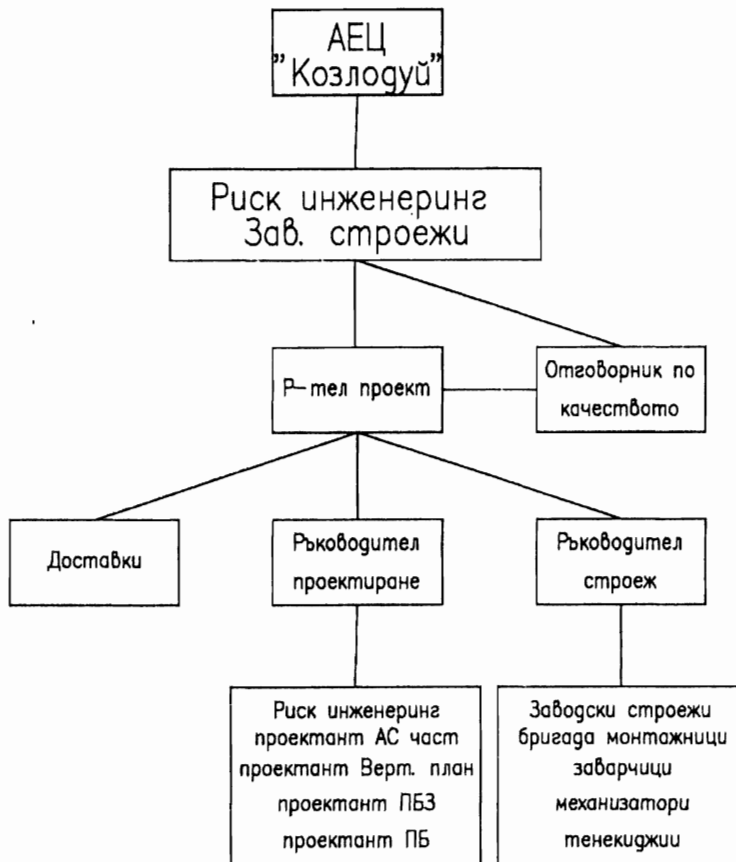 АЕЦ
"Козлодуй"
Риск инженеринг
Зав. строежи
Р-тел проект
Отговорник по
качеството
Доставки
Ръководител
проектиране
Ръководител
строеж
Риск инженеринг
проектант АС част
проектант Верт. план
проектант ПБЗ
проектант ПБ
Заводски строежи
бригада монтажници
заварчици
механизатори
тенекиджии